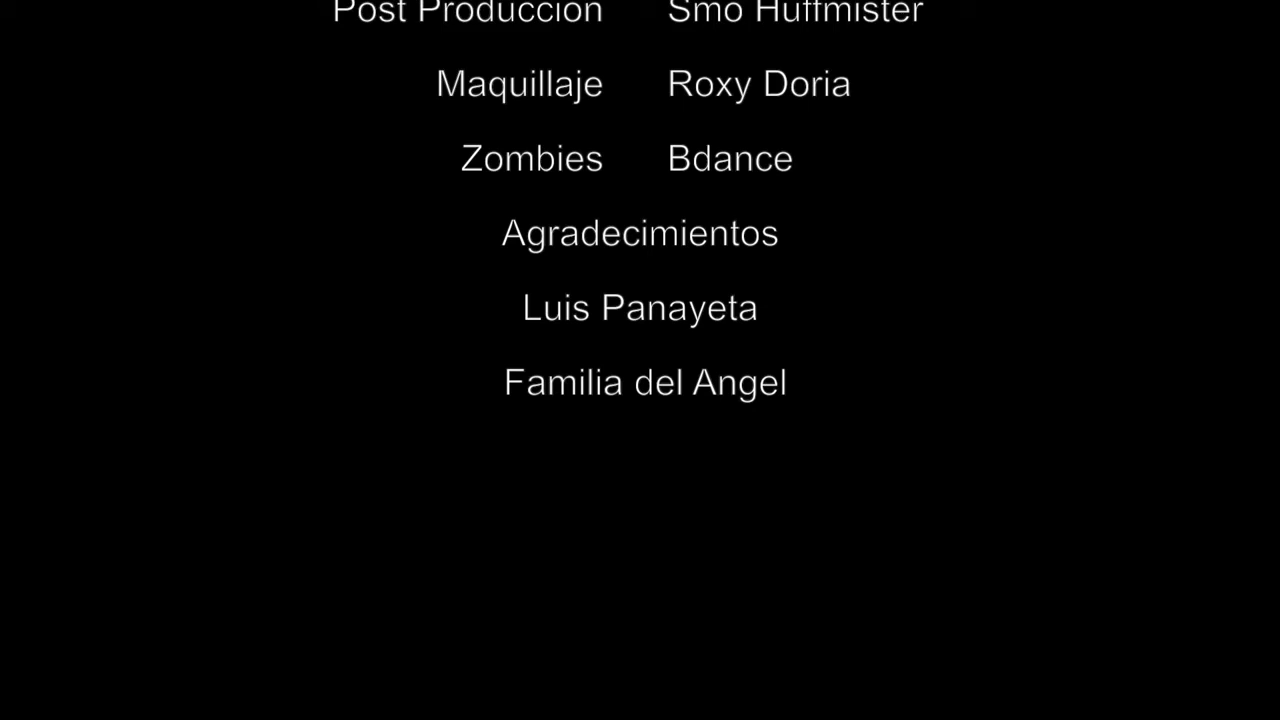 Post Produccion Smo Huffmister
Maquillaje Roxy Doria
Zombies Bdance
Agradecimientos
Luis Panayeta
Familia del Angel